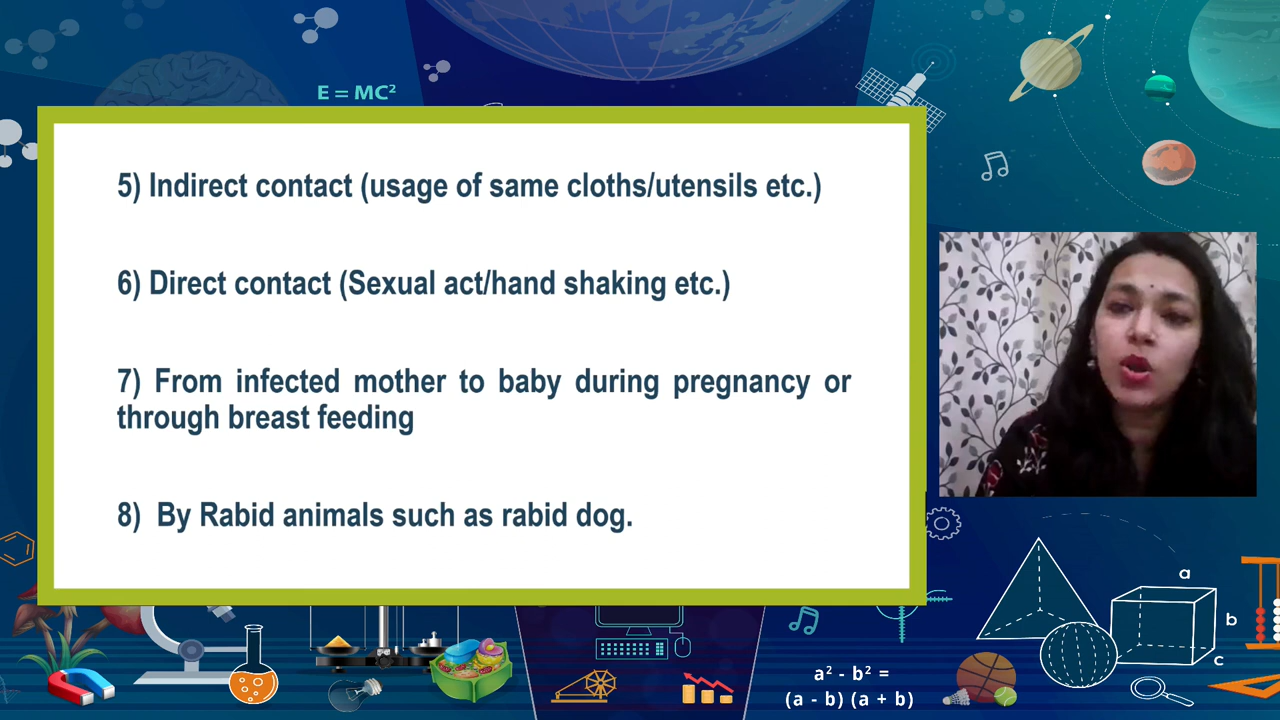 E = MC²
5) Indirect contact (usage of same cloths/utensils etc.)
6) Direct contact (Sexual act/hand shaking etc.)
7) From infected mother to baby during pregnancy or
through breast feeding
8) By Rabid animals such as rabid dog.
a
b
c
a² - b² =
(a - b) (a + b)